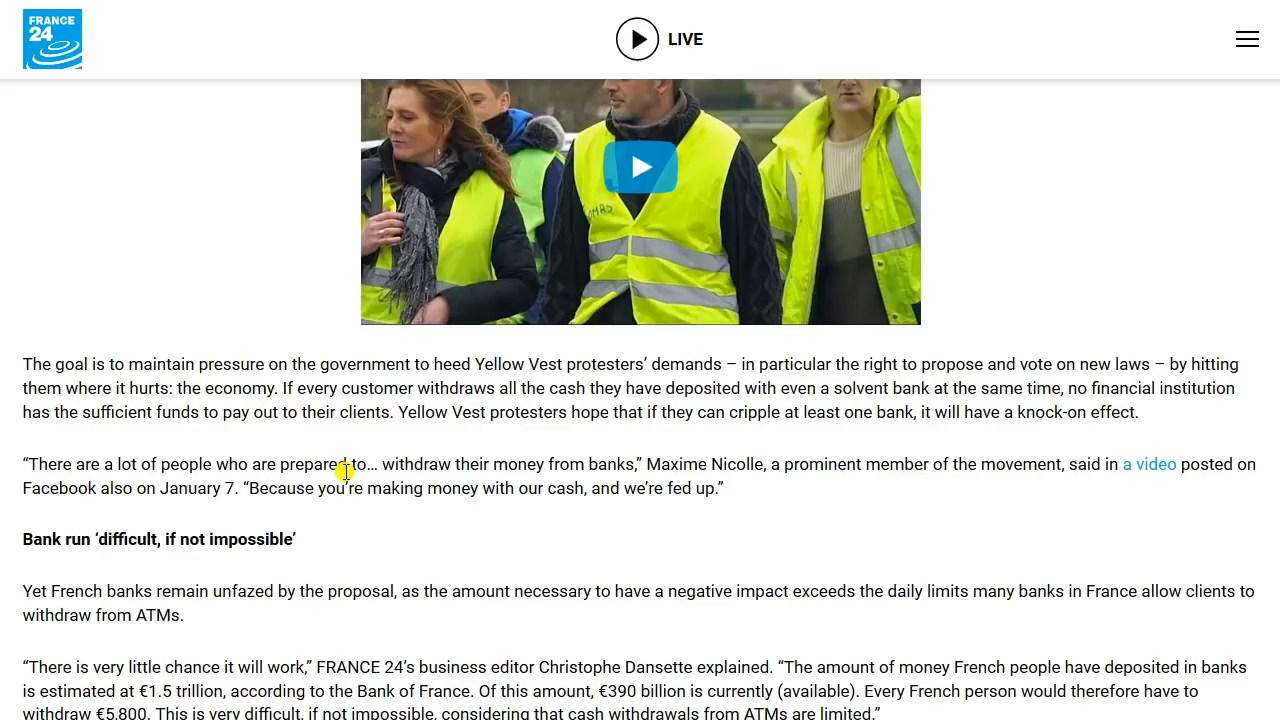 FRANCE
24
LIVE
OMAS
The goal is to maintain pressure on the government to heed Yellow Vest protesters’ demands – in particular the right to propose and vote on new laws – by hitting
them where it hurts: the economy. If every customer withdraws all the cash they have deposited with even a solvent bank at the same time, no financial institution
has the sufficient funds to pay out to their clients. Yellow Vest protesters hope that if they can cripple at least one bank, it will have a knock-on effect.
“There are a lot of people who are prepared to… withdraw their money from banks,” Maxime Nicolle, a prominent member of the movement, said in a video posted on
Facebook also on January 7. “Because you’re making money with our cash, and we’re fed up.”
Bank run ‘difficult, if not impossible’
Yet French banks remain unfazed by the proposal, as the amount necessary to have a negative impact exceeds the daily limits many banks in France allow clients to
withdraw from ATMs.
“There is very little chance it will work,” FRANCE 24’s business editor Christophe Dansette explained. “The amount of money French people have deposited in banks
is estimated at €1.5 trillion, according to the Bank of France. Of this amount, €390 billion is currently (available). Every French person would therefore have to
withdraw €5,800. This is very difficult, if not impossible, considering that cash withdrawals from ATMs are limited.”